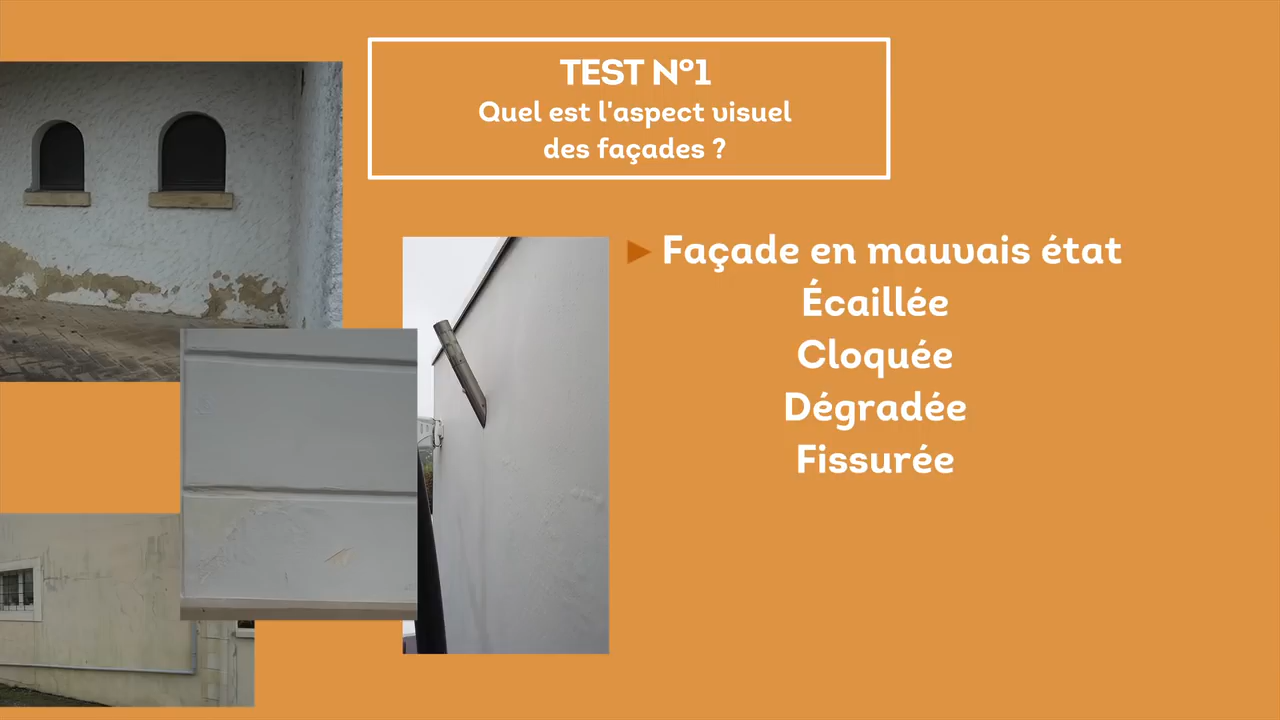 TEST N°1
Quel est l'aspect visuel
des façades ?
Façade en mauvais état
Écaillée
Cloquée
Dégradée
Fissurée